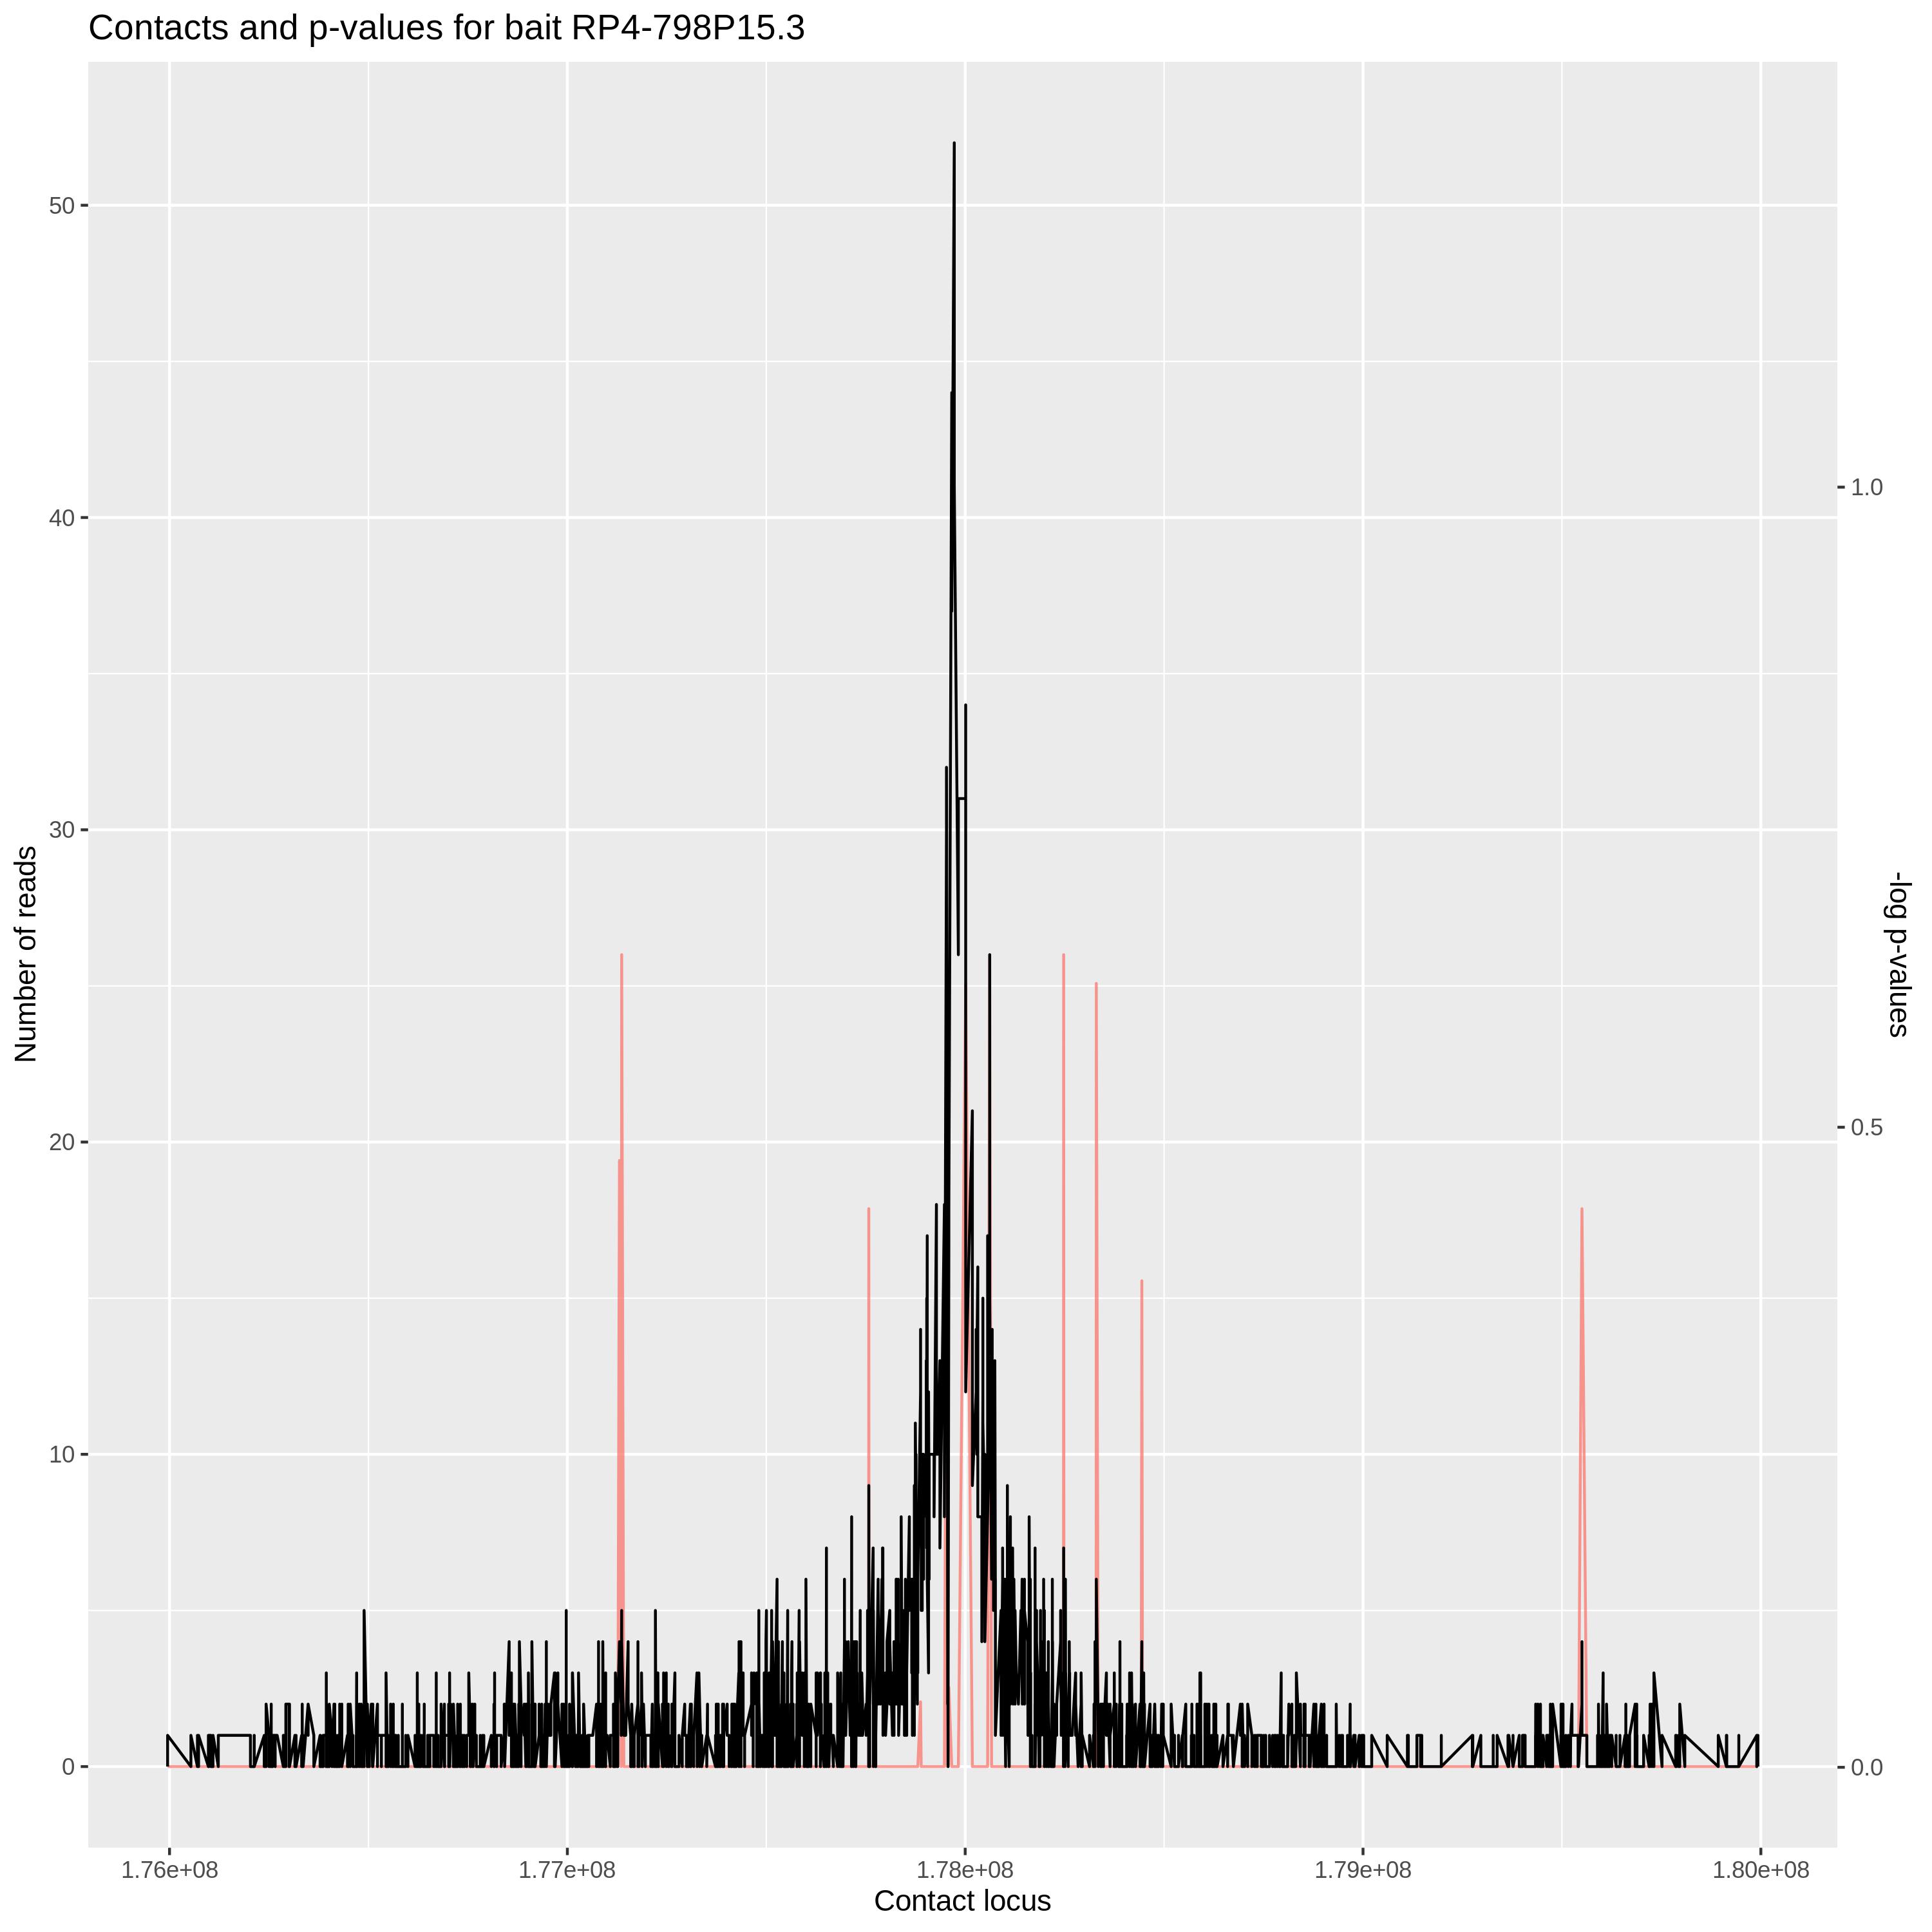 Contacts and p-values for bait RP4-798P15.3
50
40
30
20
10
0
Number of reads
1.0
0.5
0.0
-log p-values
1.76e+08
1.77e+08
1.78e+08
1.79e+08
1.80e+08
Contact locus